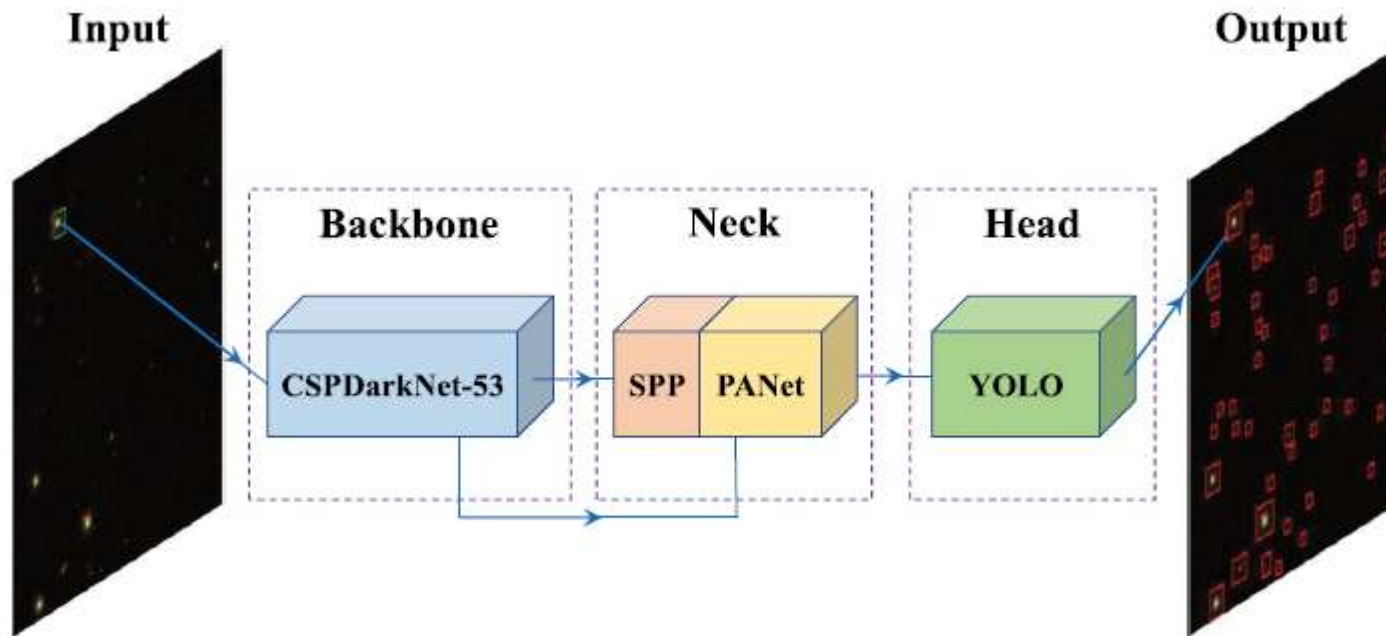 Input
Output
Backbone
Neck
Head
CSPDarkNet-53
SPP
PANet
YOLO